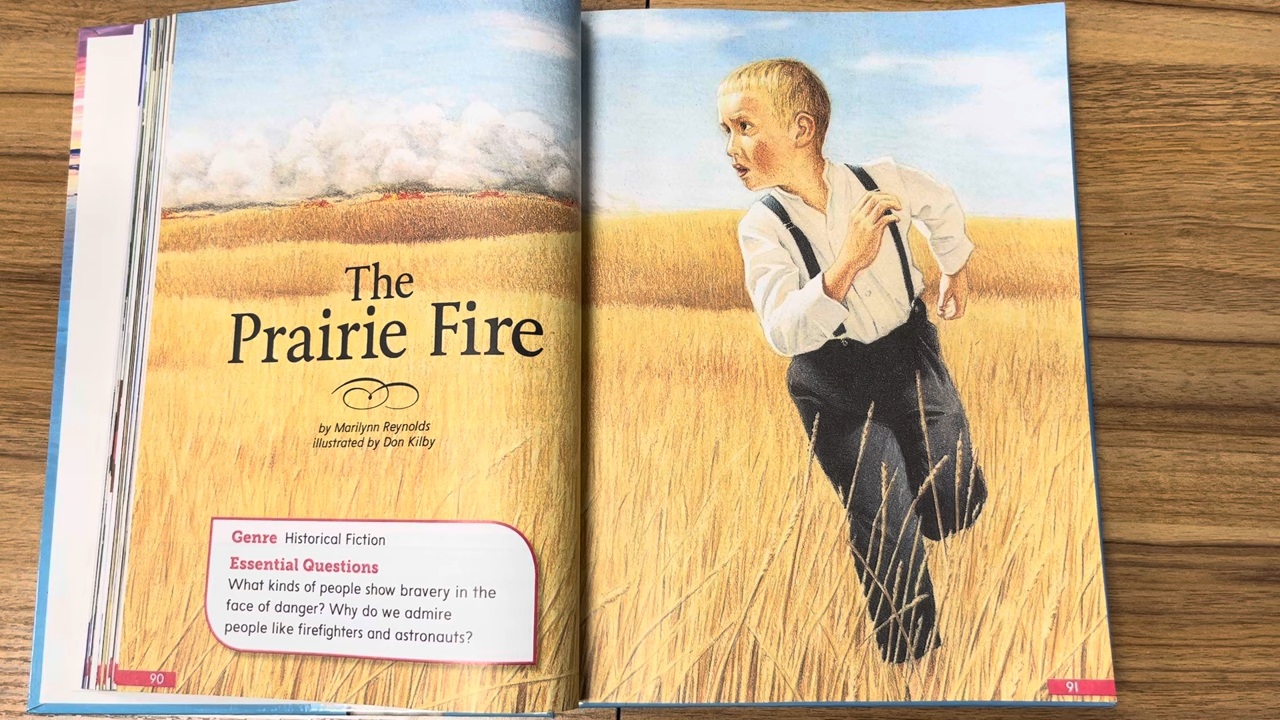 The
Prairie Fire
by Marilynn Reynolds
illustrated by Don Kilby
Genre Historical Fiction
Essential Questions
What kinds of people show bravery in the
face of danger? Why do we admire
people like firefighters and astronauts?
90
91